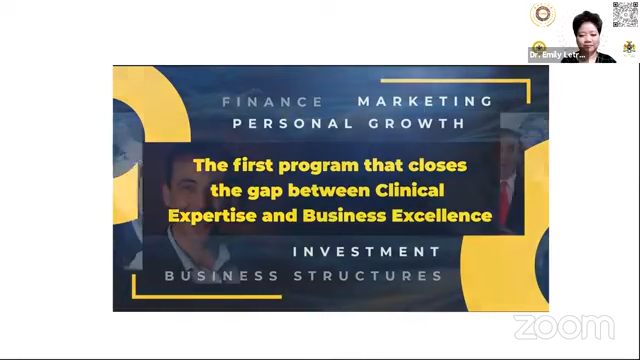 Dr. Emily Letr...
FINANCE MARKETING
PERSONAL GROWTH
The first program that closes
the gap between Clinical
Expertise and Business Excellence
INVESTMENT
BUSINESS STRUCTURES
zoom